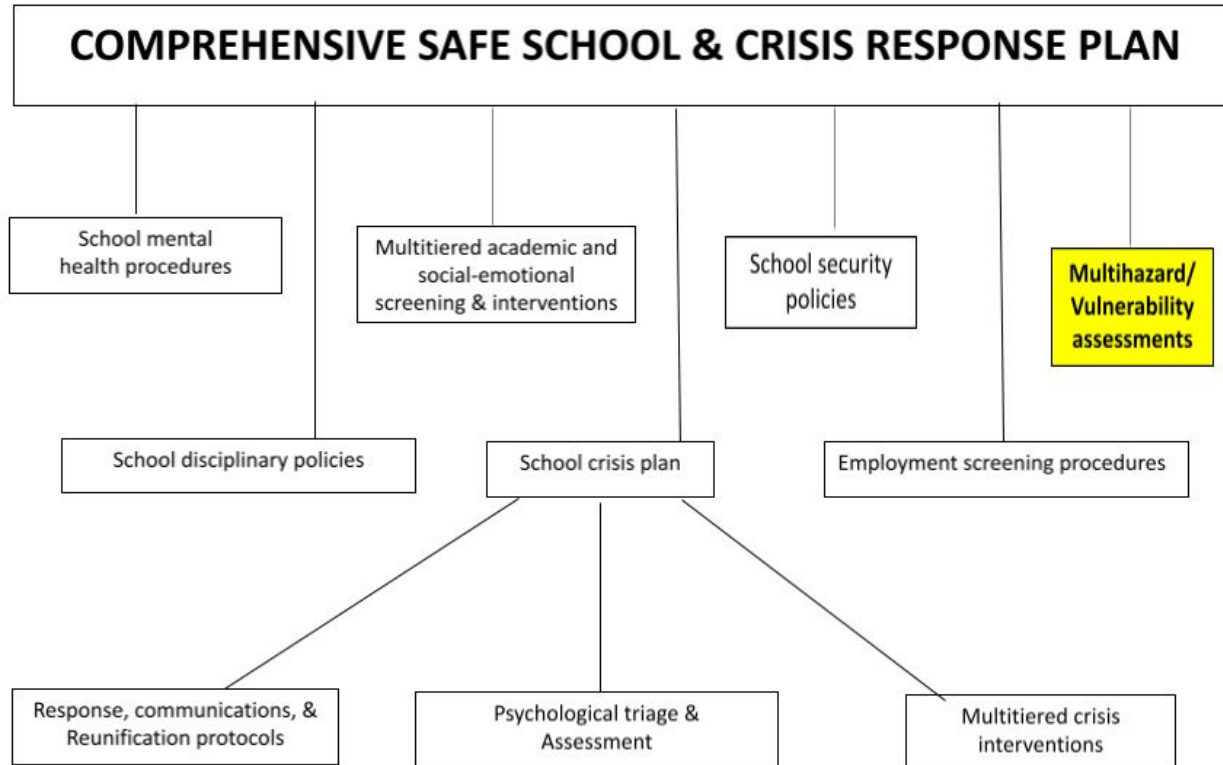 COMPREHENSIVE SAFE SCHOOL & CRISIS RESPONSE PLAN
School mental
health procedures
Multitiered academic and
social-emotional
screening & interventions
School security
policies
Multihazard/
Vulnerability
assessments
School disciplinary policies
School crisis plan
Employment screening procedures
Response, communications, &
Reunification protocols
Psychological triage &
Assessment
Multitiered crisis
interventions